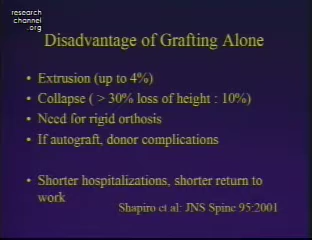 research
channel
.org
Disadvantage of Grafting Alone
• Extrusion (up to 4%)
• Collapse ( > 30% loss of height : 10%)
• Need for rigid orthosis
• If autograft, donor complications
• Shorter hospitalizations, shorter return to
work
Shapiro et al: JNS Spine 95:2001